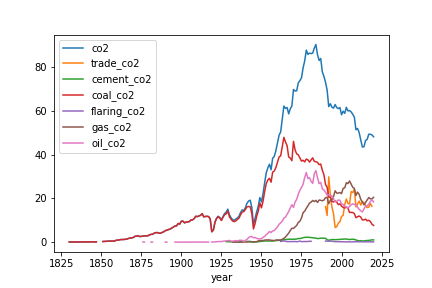 co2
trade_co2
cement_co2
coal_co2
flaring_co2
gas_co2
oil_co2
80
60
40
20
0
1825 1850 1875 1900 1925 1950 1975 2000 2025
year